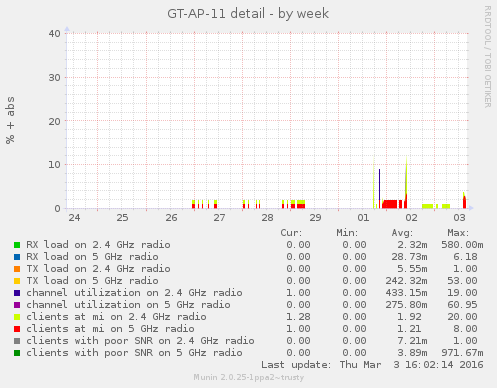 GT-AP-11 detail - by week
RRDTOOL / TOBI OETIKER
% + abs
40
30
20
10
0
24 25 26 27 28 29 01 02 03
Cur: Min: Avg: Max:
RX load on 2.4 GHz radio 0.00 0.00 2.32m 580.00m
RX load on 5 GHz radio 0.00 0.00 28.73m 6.18
TX load on 2.4 GHz radio 0.00 0.00 5.55m 1.00
TX load on 5 GHz radio 0.00 0.00 242.32m 53.00
channel utilization on 2.4 GHz radio 1.00 0.00 433.15m 19.00
channel utilization on 5 GHz radio 0.00 0.00 275.80m 60.95
clients at mi on 2.4 GHz radio 1.28 0.00 1.92 20.00
clients at mi on 5 GHz radio 1.00 0.00 1.21 8.00
clients with poor SNR on 2.4 GHz radio 0.00 0.00 7.21m 1.00
clients with poor SNR on 5 GHz radio 0.00 0.00 3.89m 971.67m
Last update: Thu Mar 3 16:02:14 2016
Munin 2.0.25-1ppa2~trusty